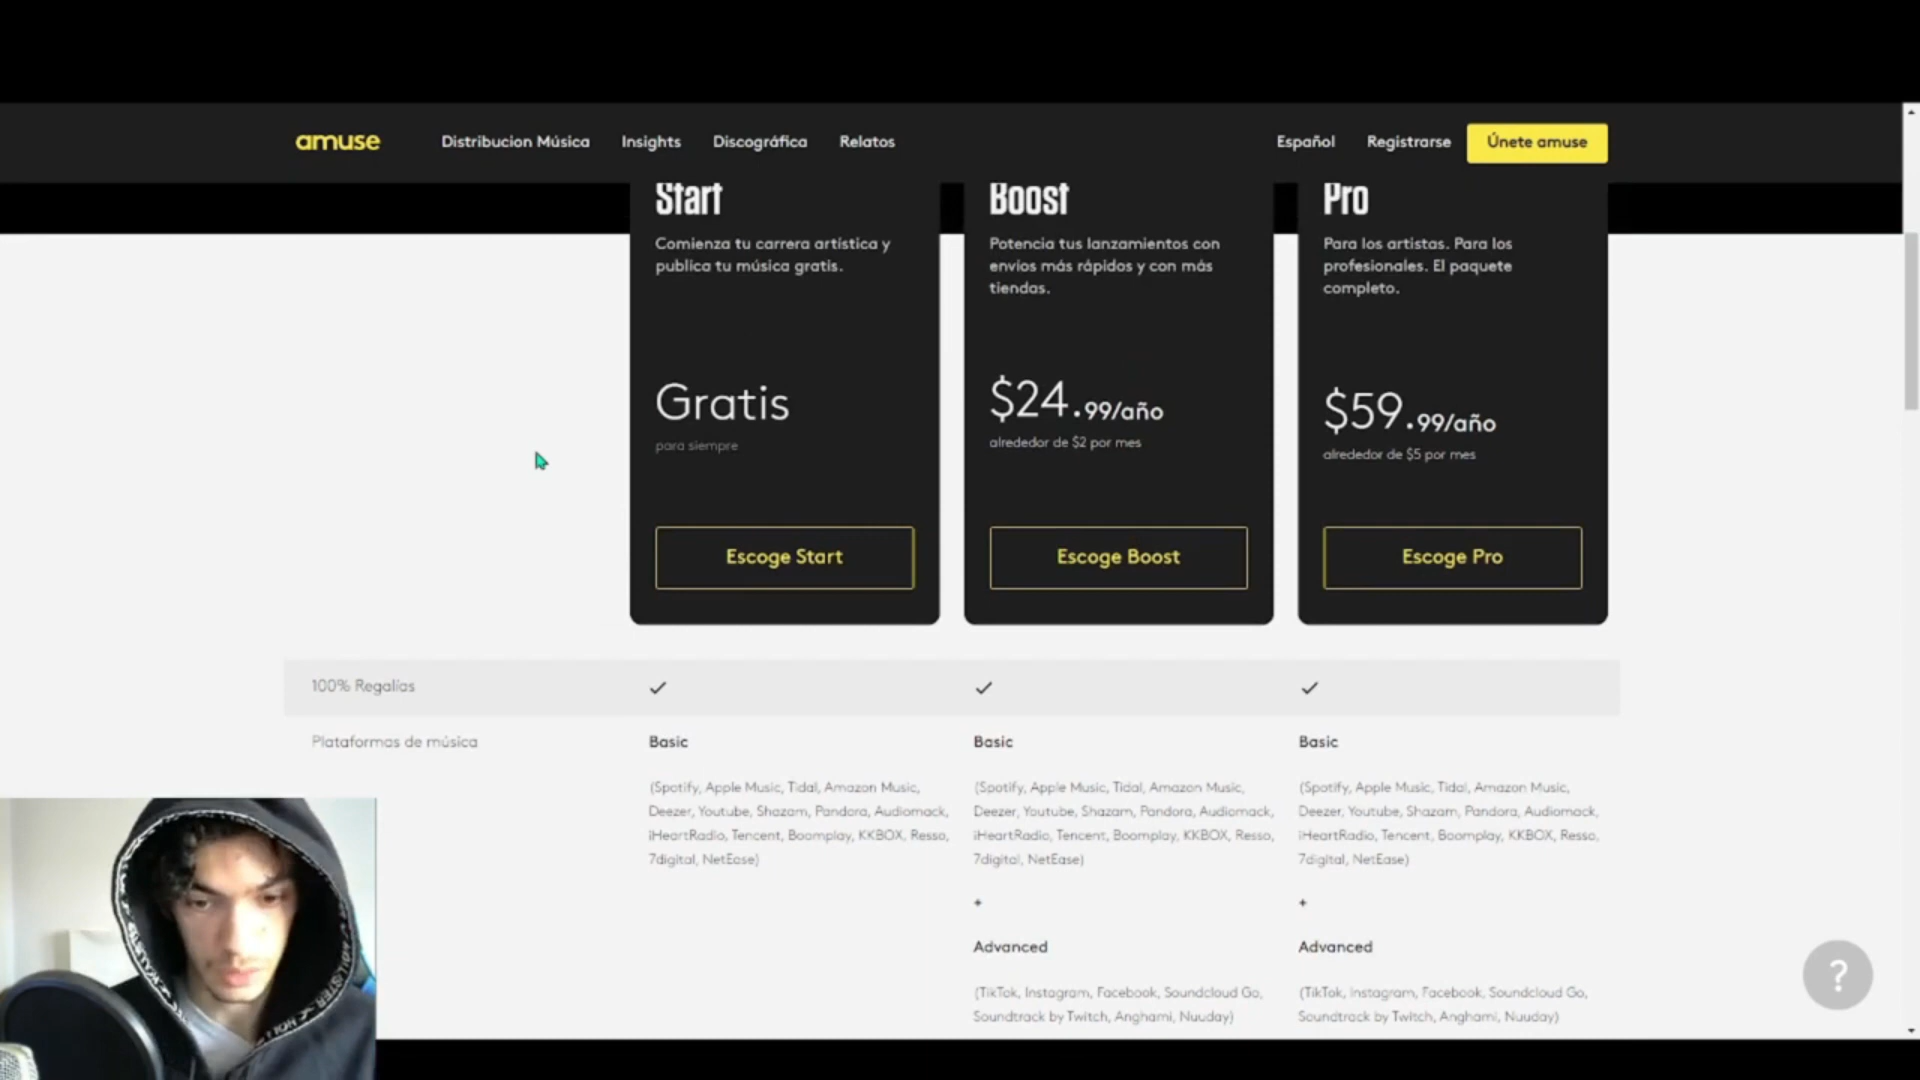 amuse
Distribucion Música
Insights
Discográfica
Relatos
Español
Registrarse
Únete amuse
Start
Comienza tu carrera artística y
publica tu música gratis.
Gratis
para siempre
Escoge Start
Boost
Potencia tus lanzamientos con
envíos más rápidos y con más
tiendas.
$24.99/año
alrededor de $2 por mes
Escoge Boost
Pro
Para los artistas. Para los
profesionales. El paquete
completo.
$59.99/año
alrededor de $5 por mes
Escoge Pro
100% Regalías
Plataformas de música
Basic
(Spotify, Apple Music, Tidal, Amazon Music,
Deezer, Youtube, Shazam, Pandora, Audiomack,
iHeartRadio, Tencent, Boomplay, KKBOX, Resso,
7digital, NetEase)
Basic
(Spotify, Apple Music, Tidal, Amazon Music,
Deezer, Youtube, Shazam, Pandora, Audiomack,
iHeartRadio, Tencent, Boomplay, KKBOX, Resso,
7digital, NetEase)
+
Advanced
(TikTok, Instagram, Facebook, Soundcloud Go,
Soundtrack by Twitch, Anghami, Nuuday)
Basic
(Spotify, Apple Music, Tidal, Amazon Music,
Deezer, Youtube, Shazam, Pandora, Audiomack,
iHeartRadio, Tencent, Boomplay, KKBOX, Resso,
7digital, NetEase)
+
Advanced
(TikTok, Instagram, Facebook, Soundcloud Go,
Soundtrack by Twitch, Anghami, Nuuday)
?